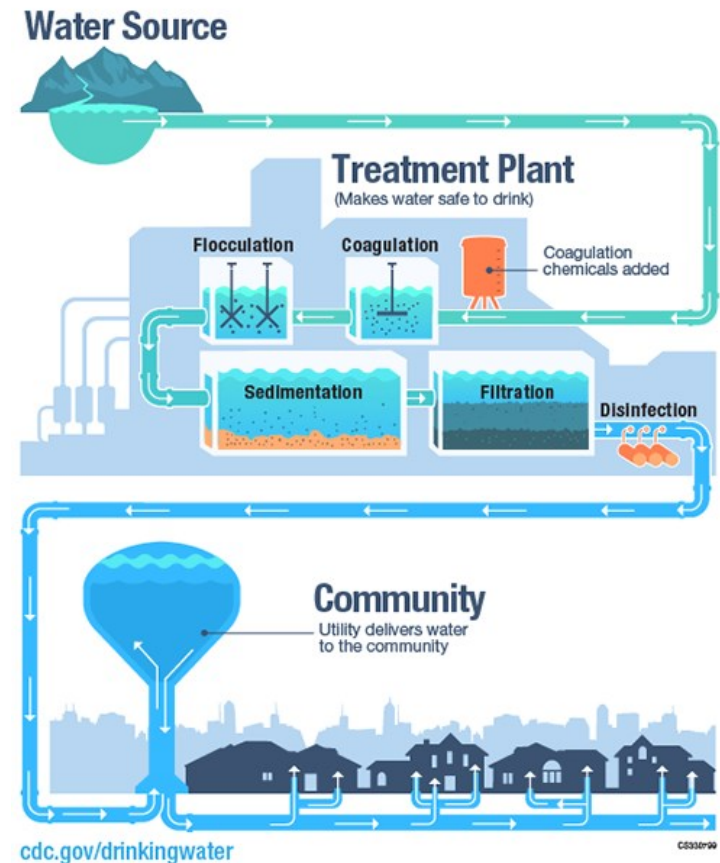 Water Source
Treatment Plant
(Makes water safe to drink)
Flocculation
Coagulation
Coagulation
chemicals added
Sedimentation
Filtration
Disinfection
Community
Utility delivers water
to the community
cdc.gov/drinkingwater